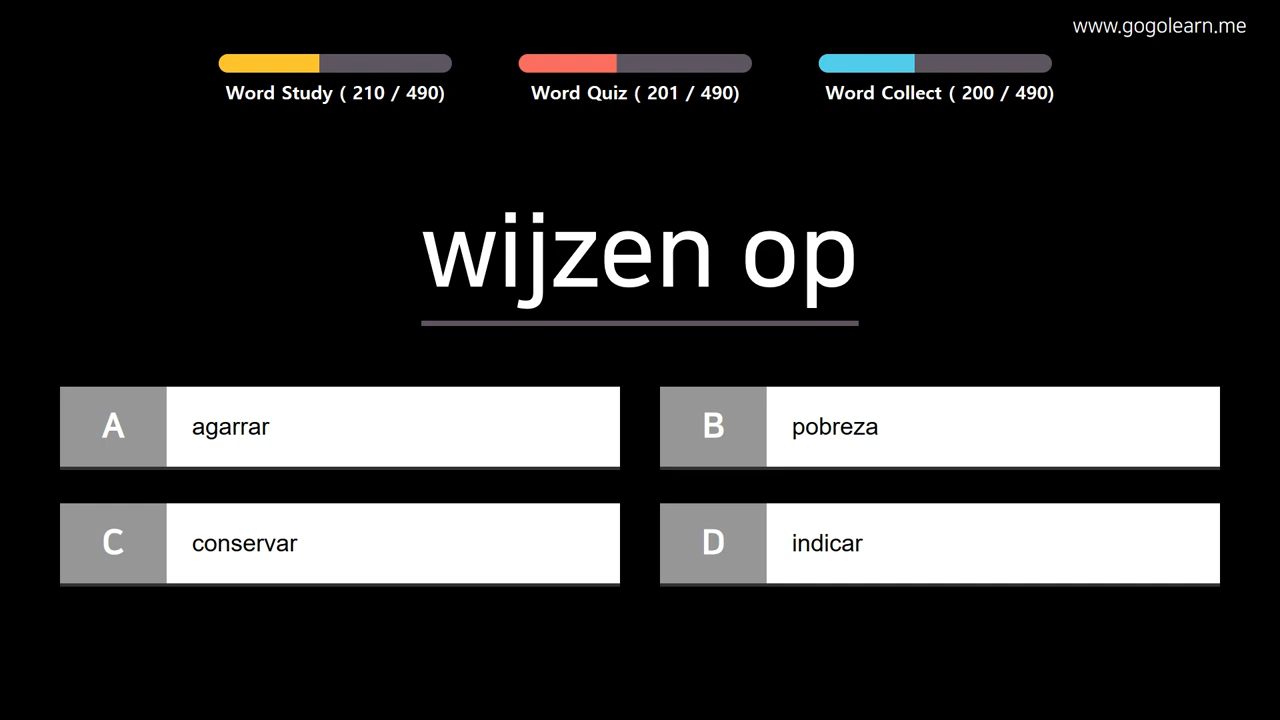 www.gogolearn.me
Word Study ( 210 / 490)
Word Quiz ( 201 / 490)
Word Collect ( 200 / 490)
wijzen op
A agarrar
B pobreza
C conservar
D indicar